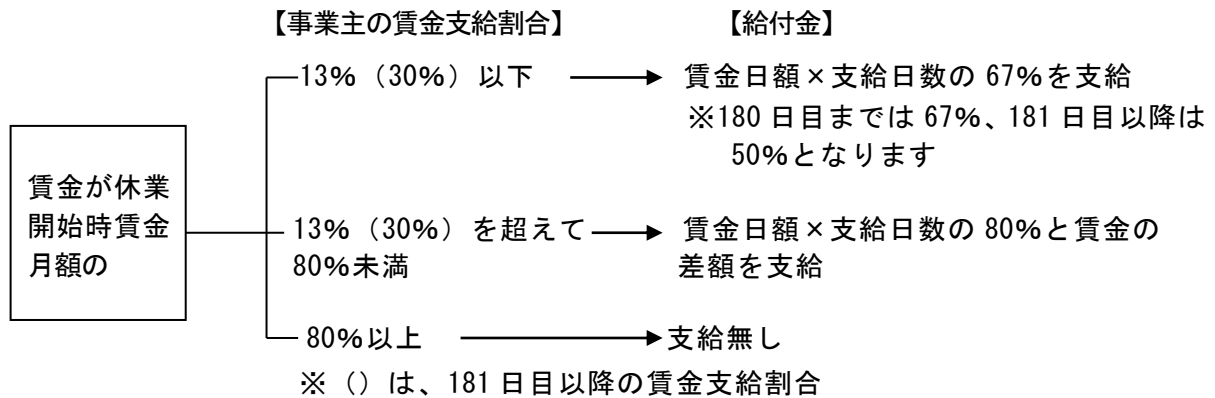 【事業主の賃金支給割合】 【給付金】
13%（30%）以下 賃金日額×支給日数の 67%を支給
※180 日目までは 67%、181 日目以降は
50%となります
賃金が休業
開始時賃金
月額の
13%（30%）を超えて
80%未満
賃金日額×支給日数の 80%と賃金の
差額を支給
80%以上 支給無し
※（）は、181 日目以降の賃金支給割合